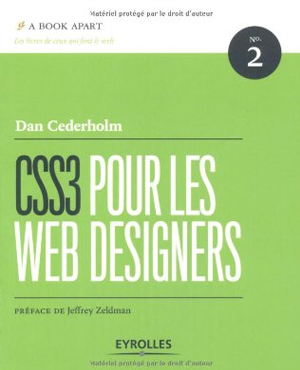 Matériel protégé par le droit d'auteur
A BOOK APART
Les livres de ceux qui font le web
No.
2
Dan Cederholm
CSS3 POUR LES
WEB DESIGNERS
PRÉFACE DE Jeffrey Zeldman
EYROLLES
Matériel protégé par le droit d'auteur